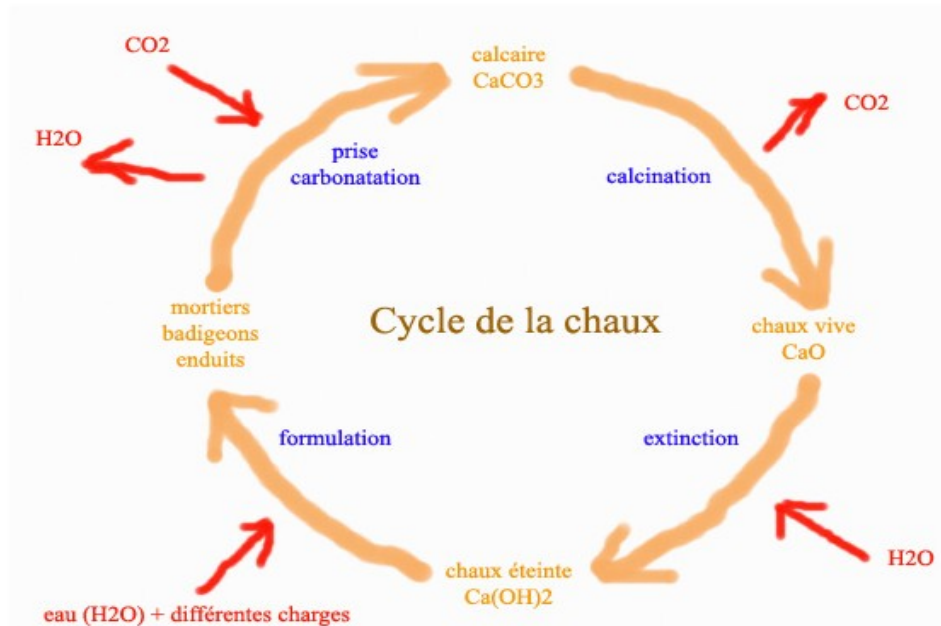 CO2
calcaire
CaCO3
CO2
H2O
prise
carbonatation
calcination
mortiers
badigeons
enduits
Cycle de la chaux
chaux vive
CaO
formulation
extinction
chaux éteinte
Ca(OH)2
H2O
eau (H2O) + différentes charges